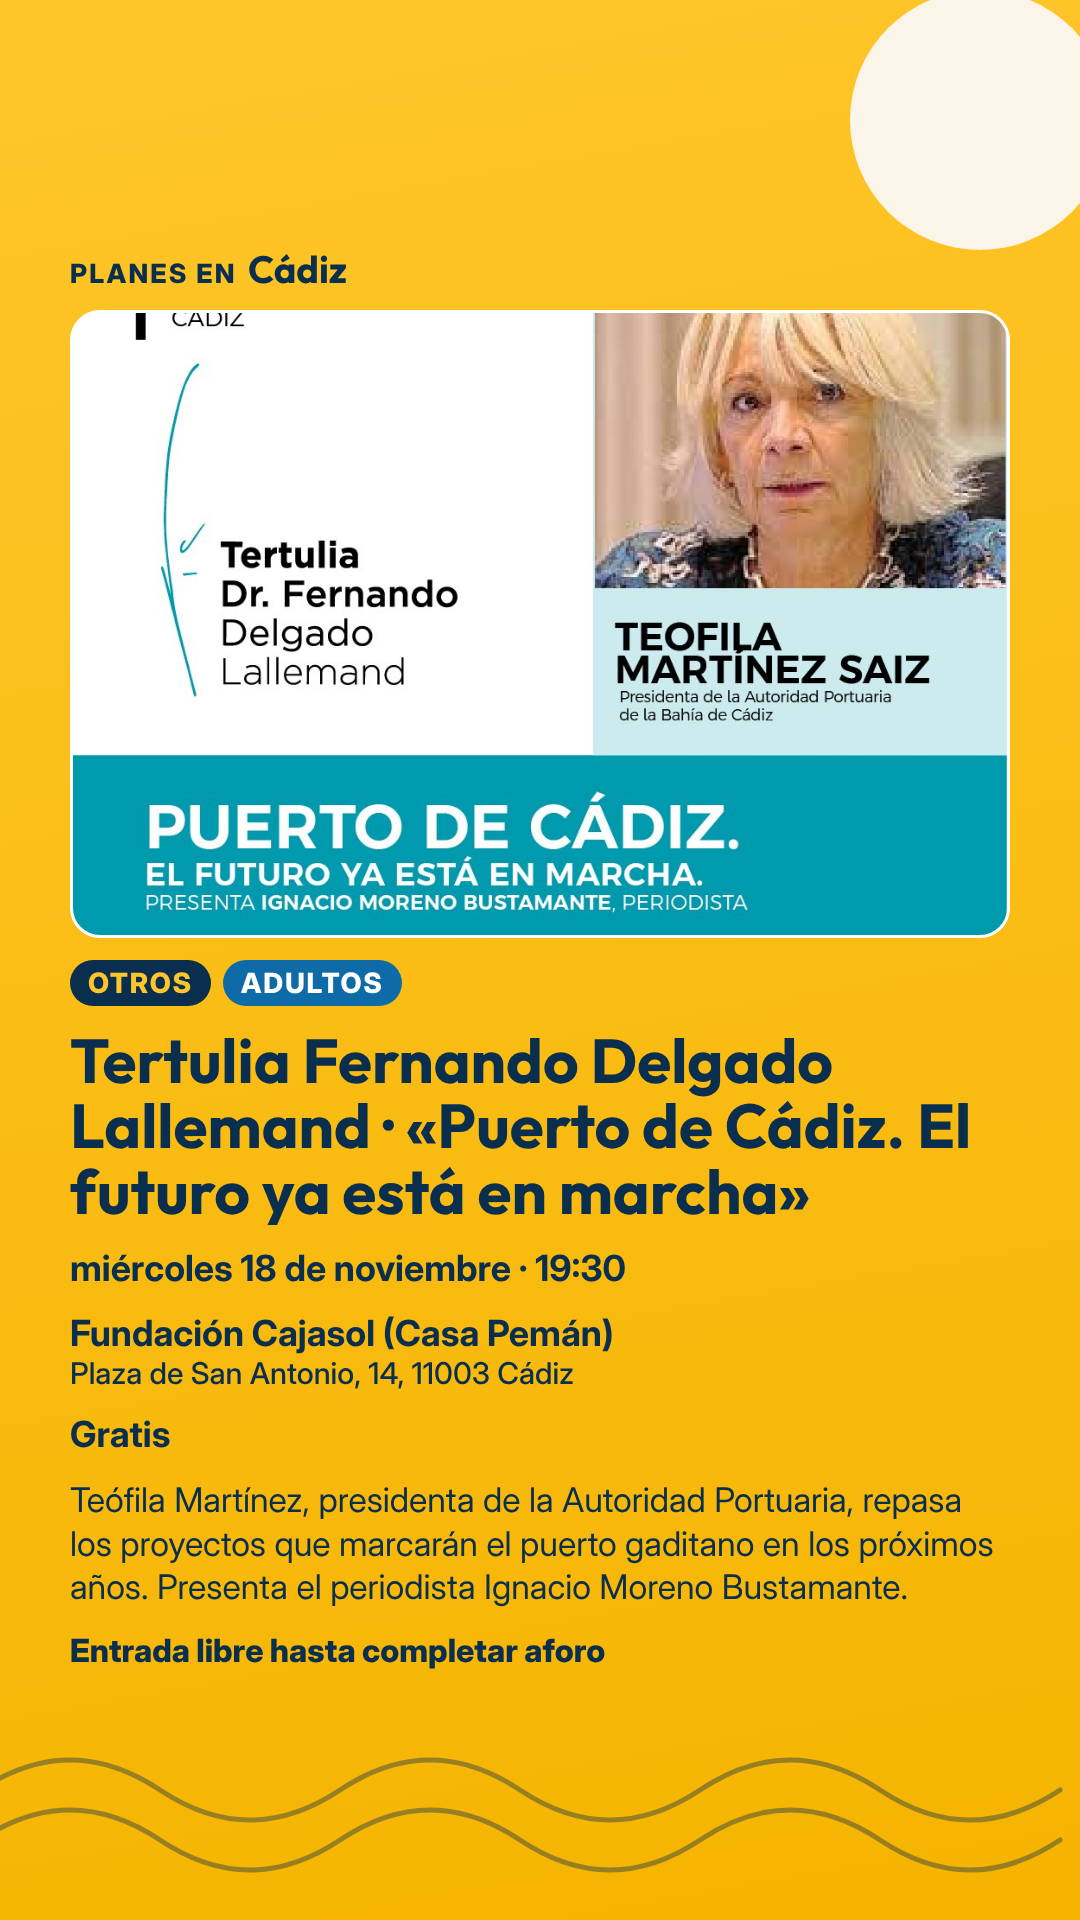 PLANES EN Cádiz
CÁDIZ
Tertulia
Dr. Fernando
Delgado
Lallemand
TEOFILA
MARTÍNEZ SAIZ
Presidenta de la Autoridad Portuaria
de la Bahía de Cádiz
PUERTO DE CÁDIZ.
EL FUTURO YA ESTÁ EN MARCHA.
PRESENTA IGNACIO MORENO BUSTAMANTE, PERIODISTA
OTROS ADULTOS
Tertulia Fernando Delgado
Lallemand · «Puerto de Cádiz. El
futuro ya está en marcha»
miércoles 18 de noviembre · 19:30
Fundación Cajasol (Casa Pemán)
Plaza de San Antonio, 14, 11003 Cádiz
Gratis
Teófila Martínez, presidenta de la Autoridad Portuaria, repasa
los proyectos que marcarán el puerto gaditano en los próximos
años. Presenta el periodista Ignacio Moreno Bustamante.
Entrada libre hasta completar aforo